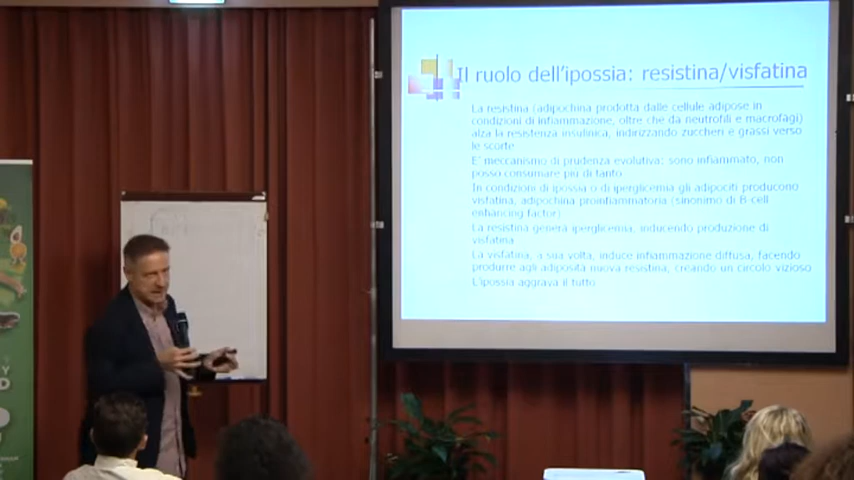 Il ruolo dell'ipossia: resistina/visfatina
La resistina (adipochina prodotta dalle cellule adipose in
condizioni di infiammazione, oltre che da neutrofili e macrofagi)
alza la resistenza insulinica, indirizzando zuccheri e grassi verso
le scorte
E' meccanismo di prudenza evolutiva: sono infiammato, non
posso consumare più di tanto
In condizioni di ipossia o di iperglicemia gli adipociti producono
visfatina, adipochina proinfiammatoria (sinonimo di B cell
enhancing factor)
La resistina genera iperglicemia, inducendo produzione di
visfatina
La visfatina, a sua volta, induce infiammazione diffusa, facendo
produrre agli adiposità nuova resistina, creando un circolo vizioso
L'ipossia aggrava il tutto
Y
D